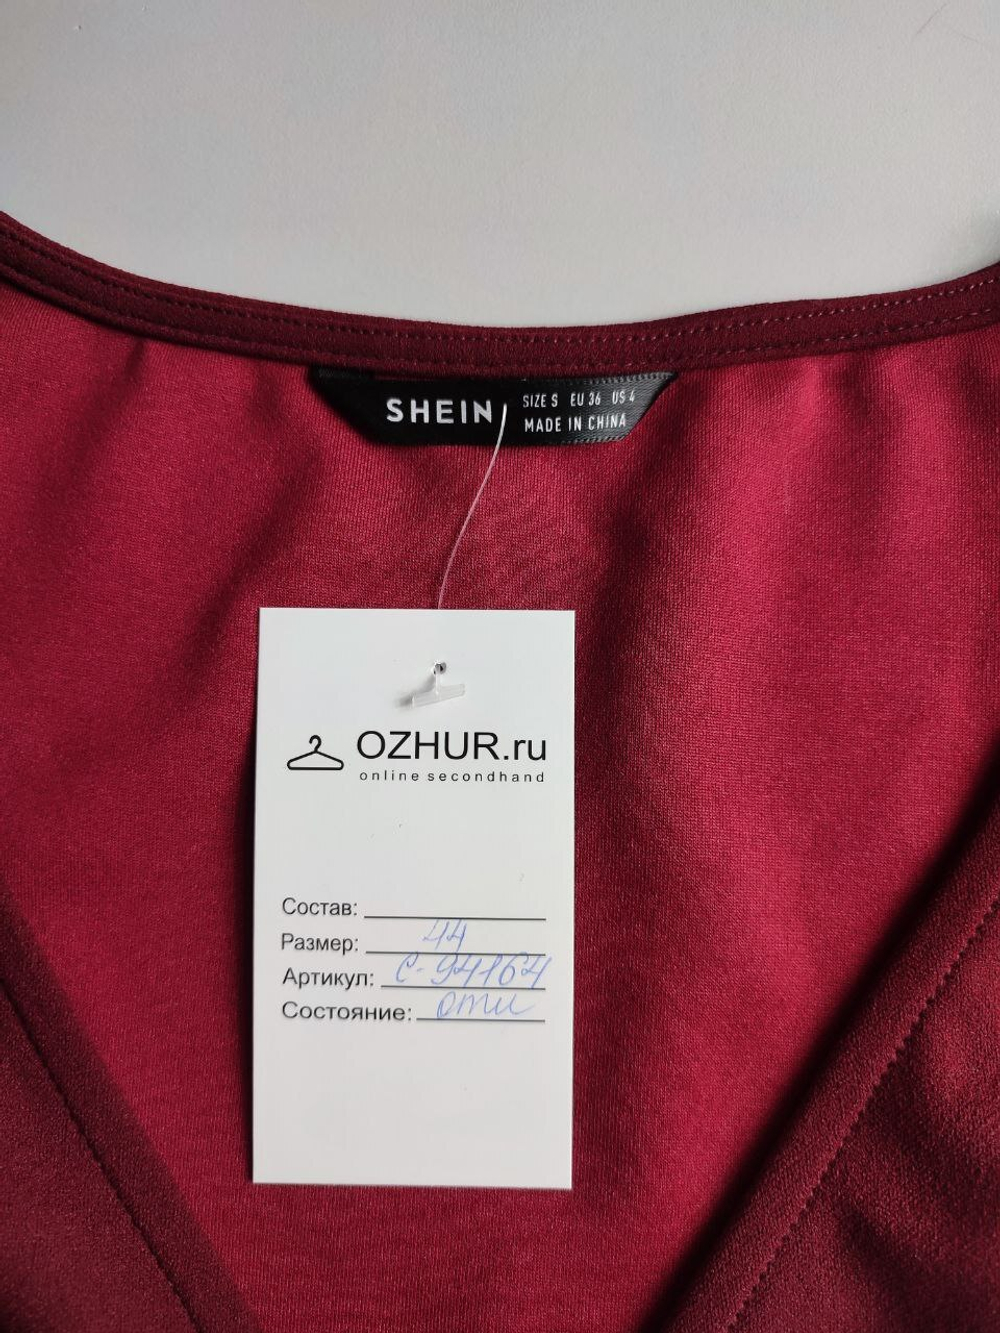 SHEIN
SIZE S EU 36 US 4
MADE IN CHINA
OZHUR.ru
online secondhand
Состав:
Размер: 44
Артикул: С-94164
Состояние: отл